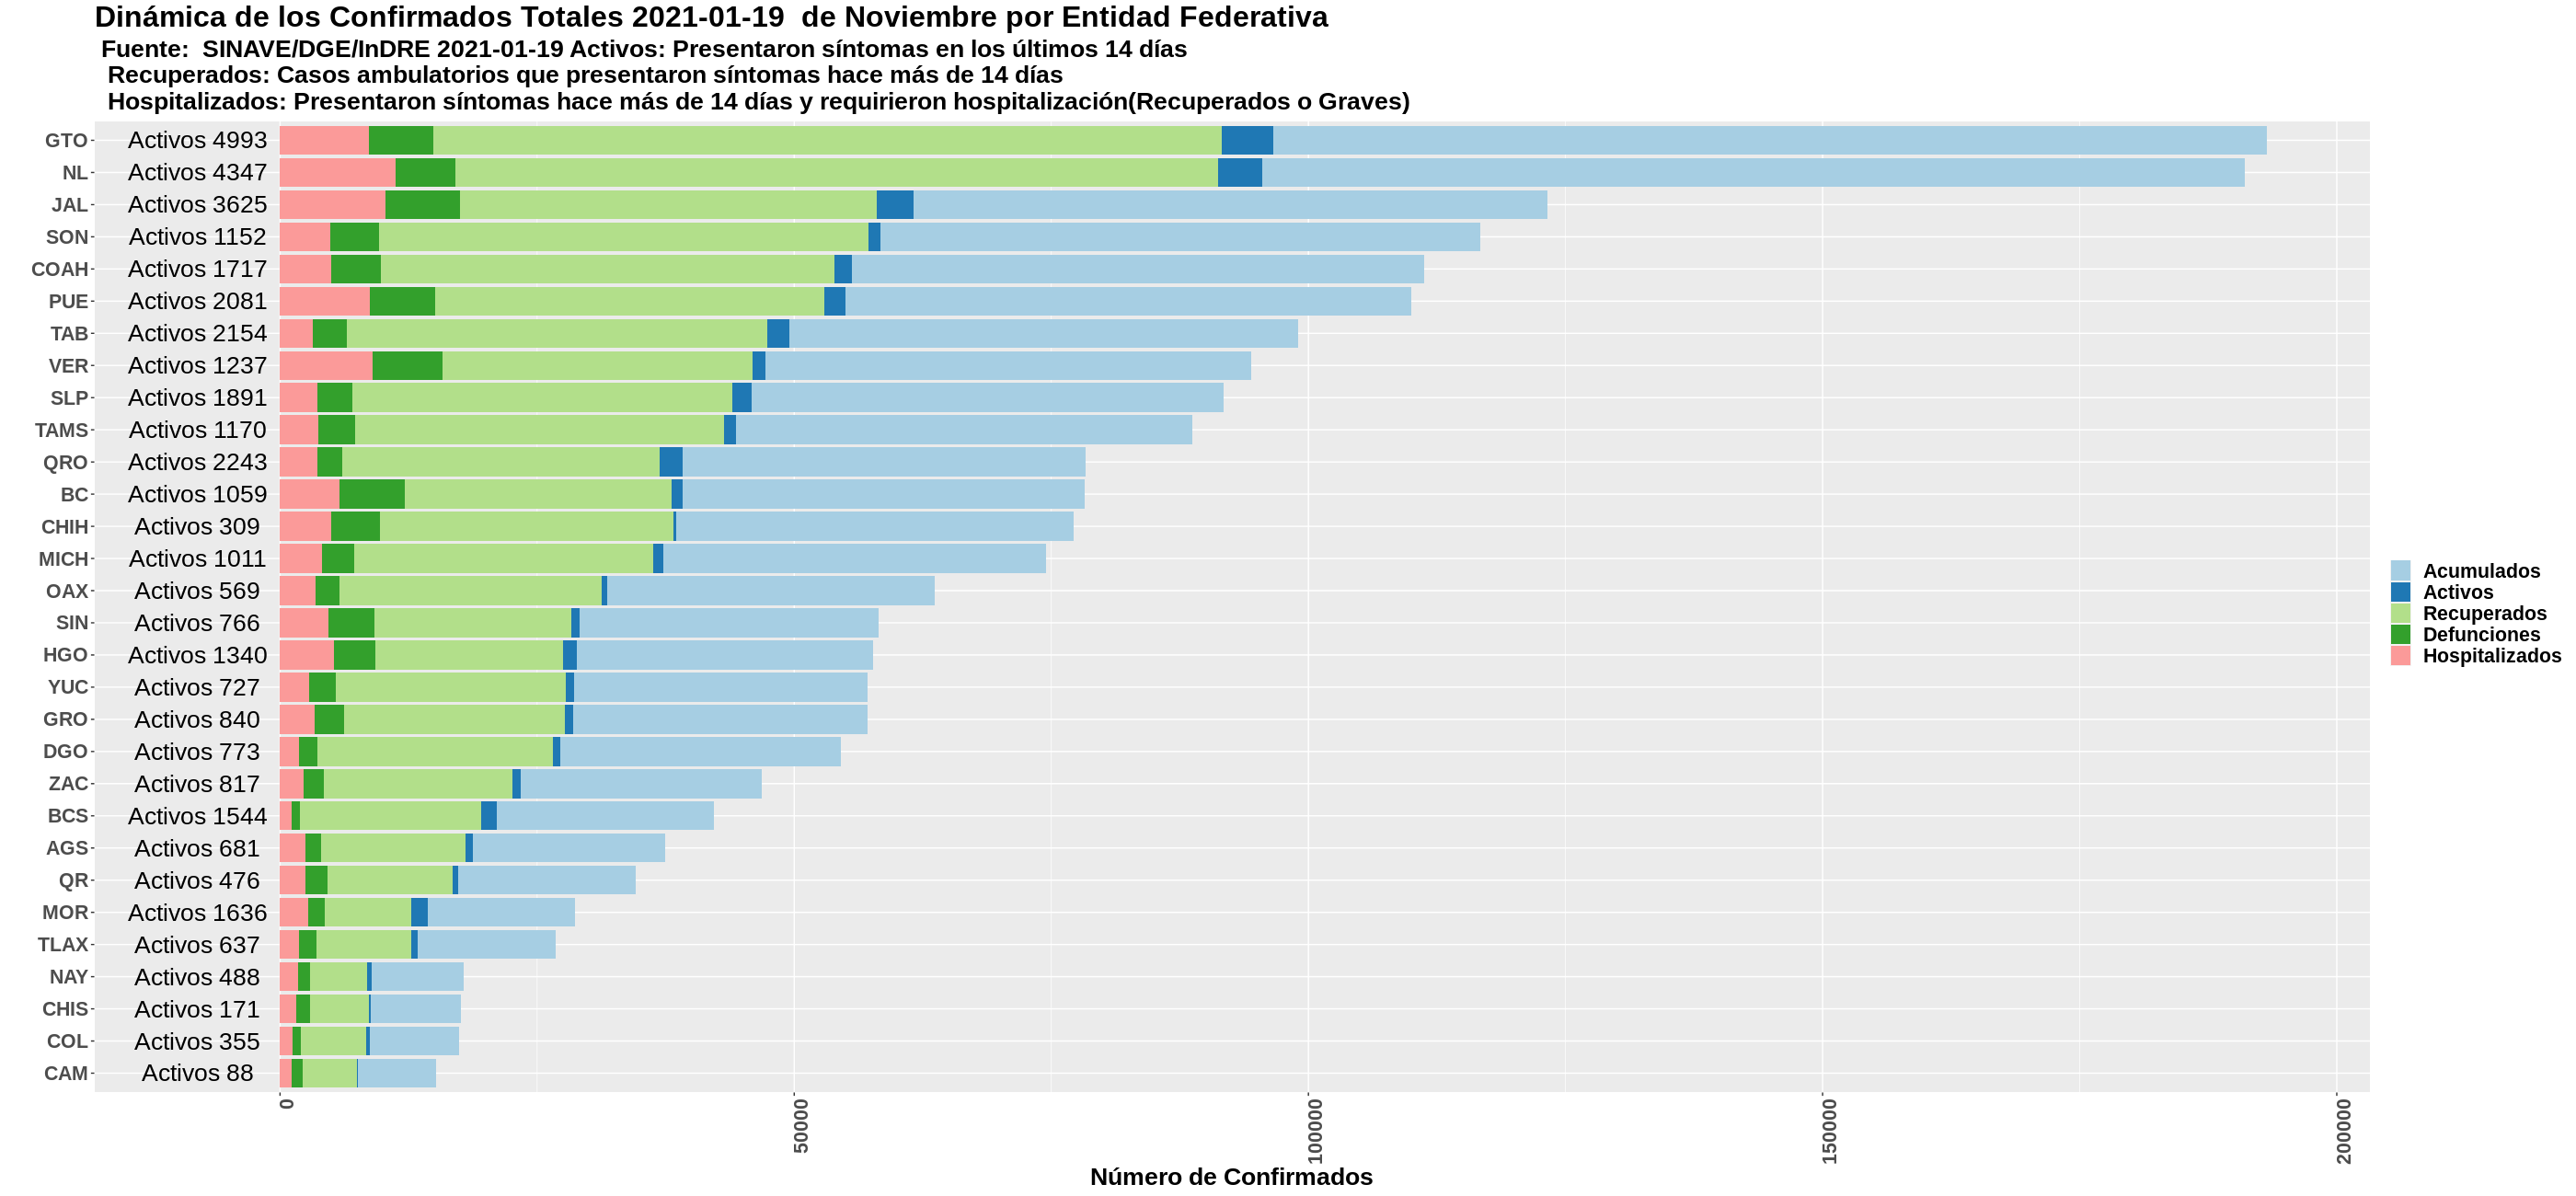 Dinámica de los Confirmados Totales 2021-01-19  de Noviembre por Entidad Federativa
Fuente:  SINAVE/DGE/InDRE 2021-01-19 Activos: Presentaron síntomas en los últimos 14 días
Recuperados: Casos ambulatorios que presentaron síntomas hace más de 14 días
Hospitalizados: Presentaron síntomas hace más de 14 días y requirieron hospitalización(Recuperados o Graves)
GTO Activos 4993
NL Activos 4347
JAL Activos 3625
SON Activos 1152
COAH Activos 1717
PUE Activos 2081
TAB Activos 2154
VER Activos 1237
SLP Activos 1891
TAMS Activos 1170
QRO Activos 2243
BC Activos 1059
CHIH Activos 309
MICH Activos 1011
OAX Activos 569
SIN Activos 766
HGO Activos 1340
YUC Activos 727
GRO Activos 840
DGO Activos 773
ZAC Activos 817
BCS Activos 1544
AGS Activos 681
QR Activos 476
MOR Activos 1636
TLAX Activos 637
NAY Activos 488
CHIS Activos 171
COL Activos 355
CAM Activos 88
0 50000 100000 150000 200000
Número de Confirmados
Acumulados
Activos
Recuperados
Defunciones
Hospitalizados